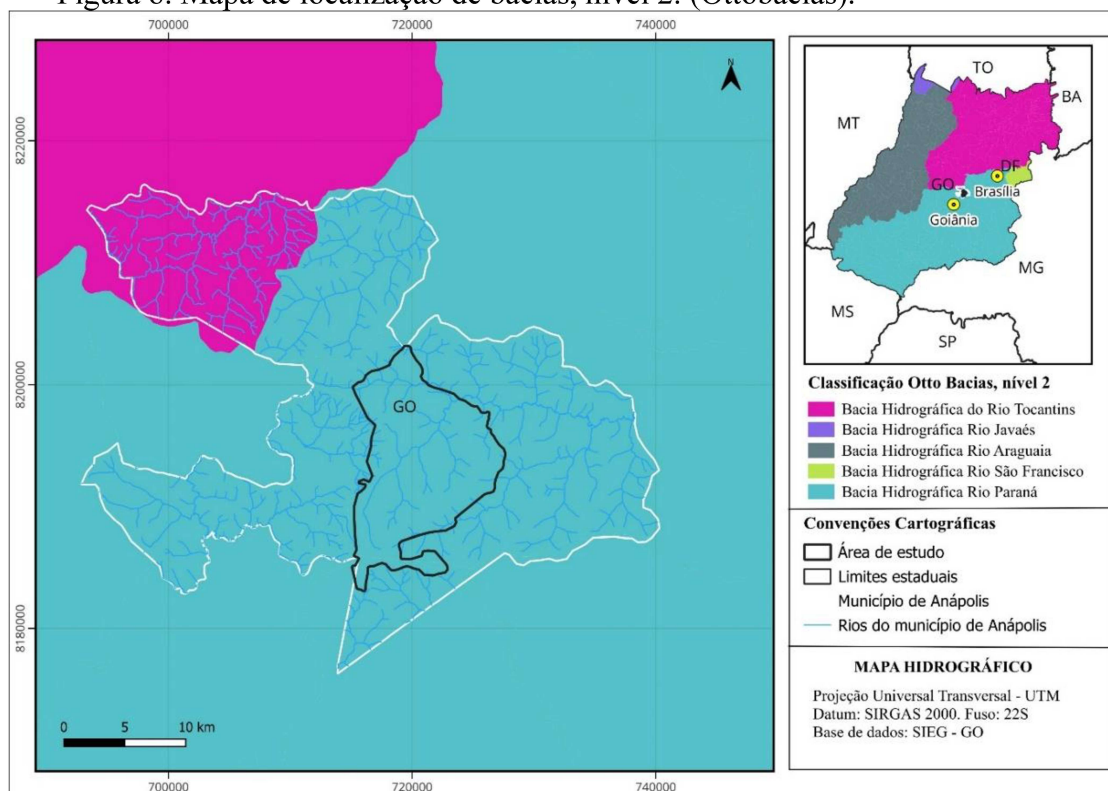 Figura 8. Mapa de localização de bacias, nível 2. (Ottobacias).
700000
720000
740000
N
8220000
8200000
8180000
GO
0 5 10 km
700000
720000
740000
TO
BA
MT
DF
GO
Brasília
Goiânia
MG
MS
SP
Classificação Otto Bacias, nível 2
Bacia Hidrográfica do Rio Tocantins
Bacia Hidrográfica Rio Javaés
Bacia Hidrográfica Rio Araguaia
Bacia Hidrográfica Rio São Francisco
Bacia Hidrográfica Rio Paraná
Convenções Cartográficas
Área de estudo
Limites estaduais
Município de Anápolis
Rios do município de Anápolis
MAPA HIDROGRÁFICO
Projeção Universal Transversal - UTM
Datum: SIRGAS 2000. Fuso: 22S
Base de dados: SIEG - GO